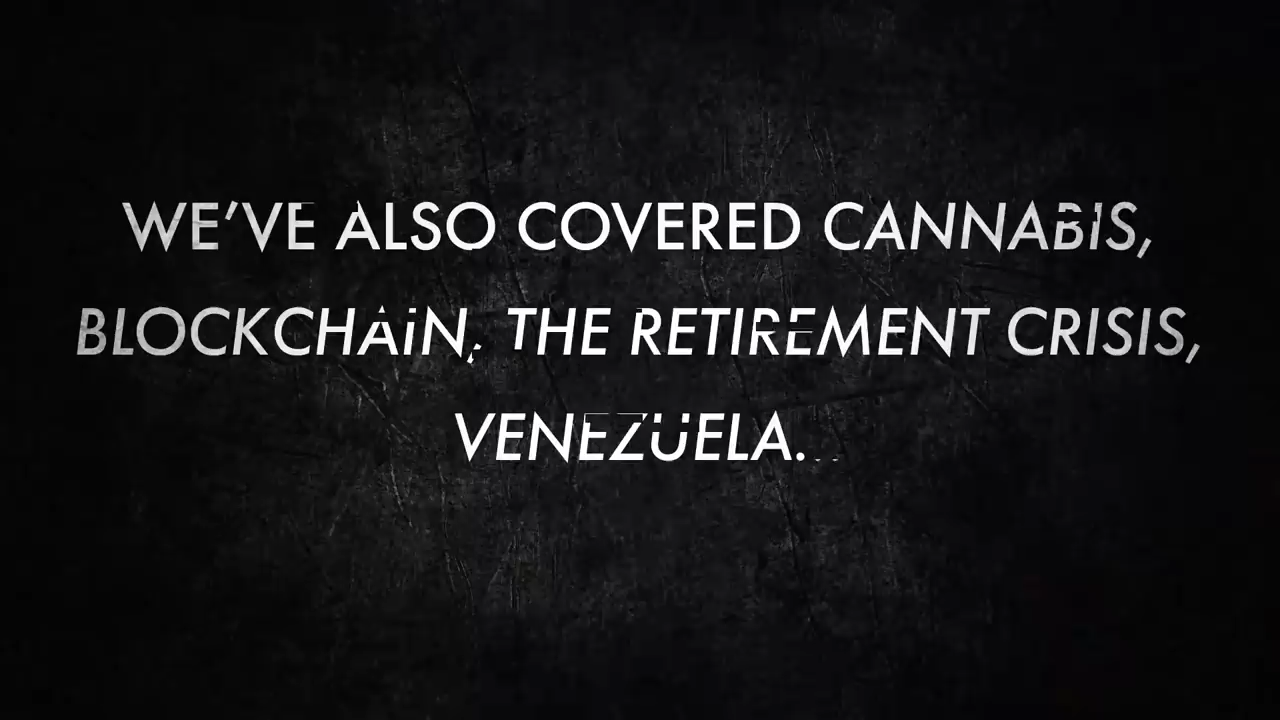 WE'VE ALSO COVERED CANNABIS,
BLOCKCHAIN, THE RETIREMENT CRISIS,
VENEZUELA...